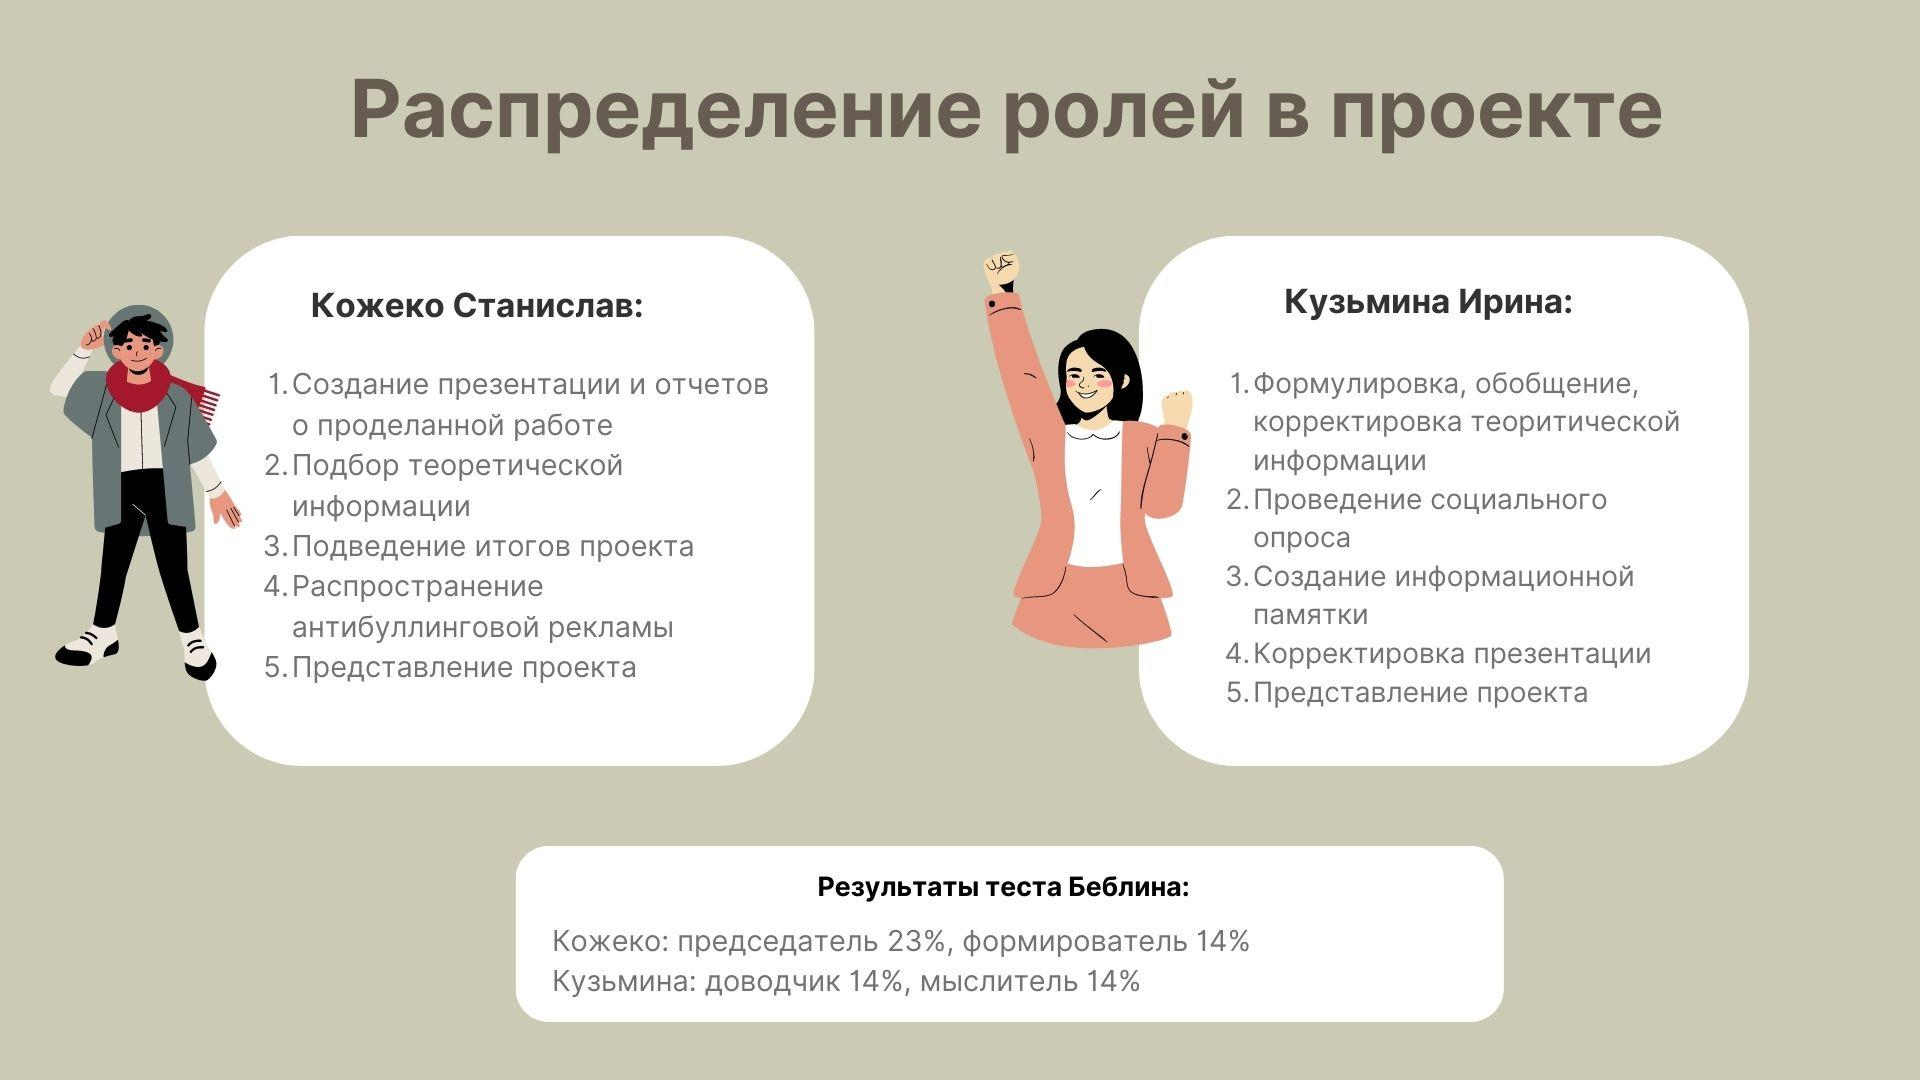 Распределение ролей в проекте
Кожеко Станислав:
1. Создание презентации и отчетов
о проделанной работе
2. Подбор теоретической
информации
3. Подведение итогов проекта
4. Распространение
антибуллинговой рекламы
5. Представление проекта
Кузьмина Ирина:
1. Формулировка, обобщение,
корректировка теоритической
информации
2. Проведение социального
опроса
3. Создание информационной
памятки
4. Корректировка презентации
5. Представление проекта
Результаты теста Беблина:
Кожеко: председатель 23%, формирователь 14%
Кузьмина: доводчик 14%, мыслитель 14%